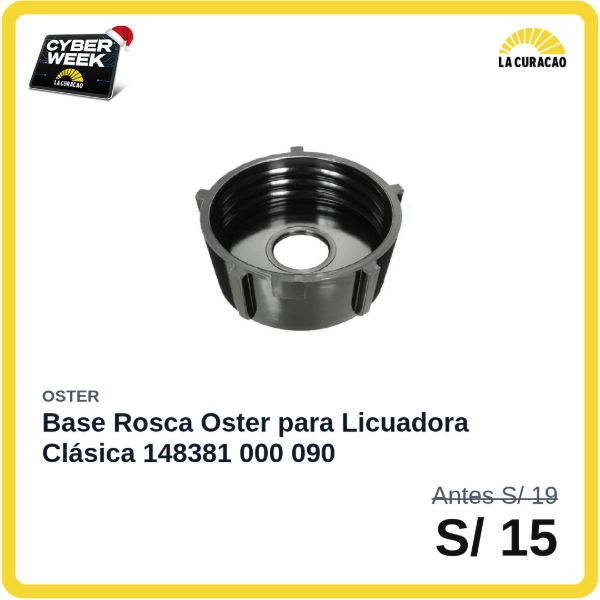 CYBER
WEEK
LA CURACAO
LA CURACAO
OSTER
Base Rosca Oster para Licuadora
Clásica 148381 000 090
Antes S/ 19
S/ 15